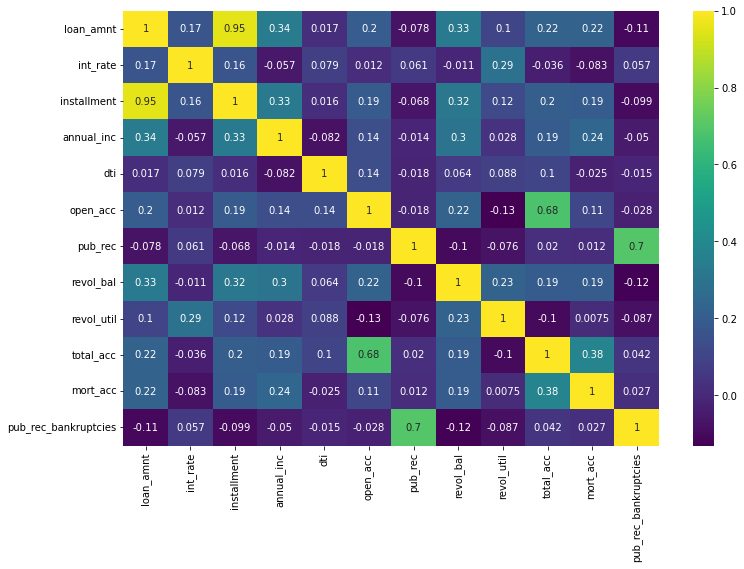 loan_amnt 1 0.17 0.95 0.34 0.017 0.2 -0.078 0.33 0.1 0.22 0.22 -0.11
int_rate 0.17 1 0.16 -0.057 0.079 0.012 0.061 -0.011 0.29 -0.036 -0.083 0.057
installment 0.95 0.16 1 0.33 0.016 0.19 -0.068 0.32 0.12 0.2 0.19 -0.099
annual_inc 0.34 -0.057 0.33 1 -0.082 0.14 -0.014 0.3 0.028 0.19 0.24 -0.05
dti 0.017 0.079 0.016 -0.082 1 0.14 -0.018 0.064 0.088 0.1 -0.025 -0.015
open_acc 0.2 0.012 0.19 0.14 0.14 1 -0.018 0.22 -0.13 0.68 0.11 -0.028
pub_rec -0.078 0.061 -0.068 -0.014 -0.018 -0.018 1 -0.1 -0.076 0.02 0.012 0.7
revol_bal 0.33 -0.011 0.32 0.3 0.064 0.22 -0.1 1 0.23 0.19 0.19 -0.12
revol_util 0.1 0.29 0.12 0.028 0.088 -0.13 -0.076 0.23 1 -0.1 0.0075 -0.087
total_acc 0.22 -0.036 0.2 0.19 0.1 0.68 0.02 0.19 -0.1 1 0.38 0.042
mort_acc 0.22 -0.083 0.19 0.24 -0.025 0.11 0.012 0.19 0.0075 0.38 1 0.027
pub_rec_bankruptcies -0.11 0.057 -0.099 -0.05 -0.015 -0.028 0.7 -0.12 -0.087 0.042 0.027 1
loan_amnt int_rate installment annual_inc dti open_acc pub_rec revol_bal revol_util total_acc mort_acc pub_rec_bankruptcies
1.0
0.8
0.6
0.4
0.2
0.0